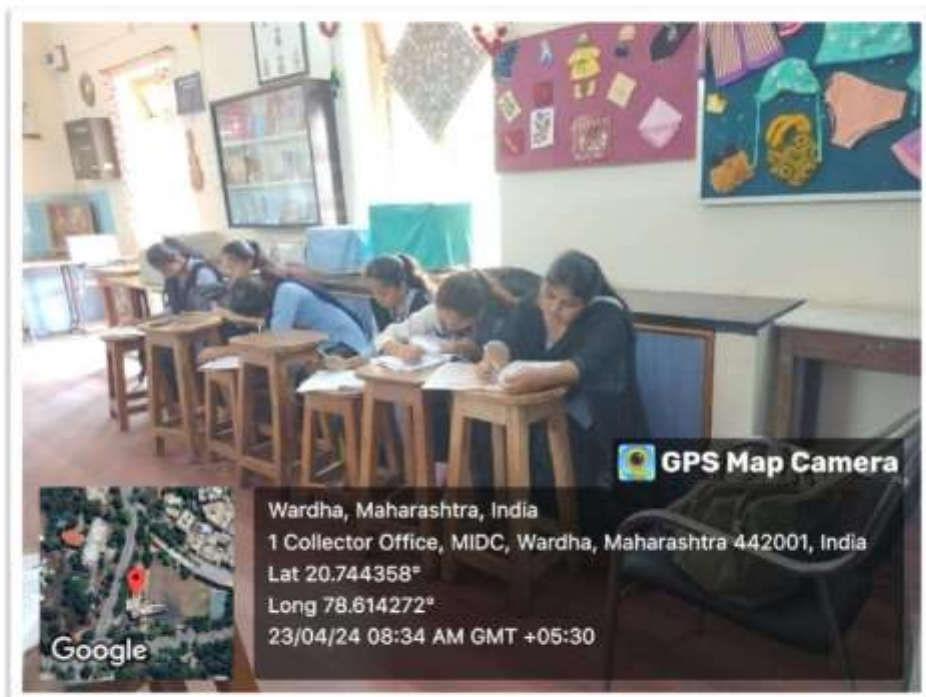 GPS Map Camera
Wardha, Maharashtra, India
1 Collector Office, MIDC, Wardha, Maharashtra 442001, India
Lat 20.744358°
Long 78.614272°
23/04/24 08:34 AM GMT +05:30
Google